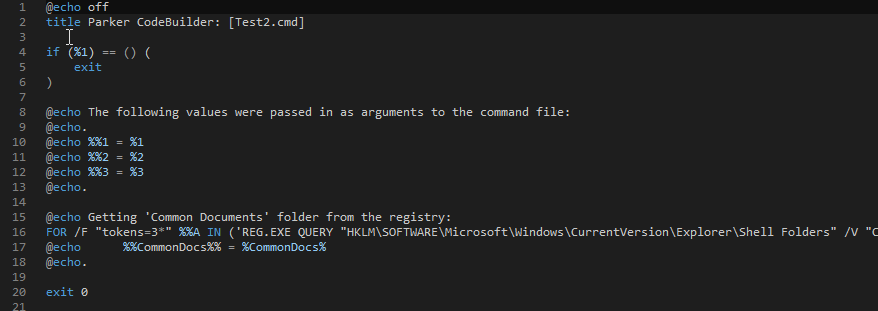 1 @echo off
2 title Parker CodeBuilder: [Test2.cmd]
3
4 if (%1) == () (
5     exit
6 )
7
8 @echo The following values were passed in as arguments to the command file:
9 @echo.
10 @echo %%1 = %1
11 @echo %%2 = %2
12 @echo %%3 = %3
13 @echo.
14
15 @echo Getting 'Common Documents' folder from the registry:
16 FOR /F "tokens=3*" %%A IN ('REG.EXE QUERY "HKLM\SOFTWARE\Microsoft\Windows\CurrentVersion\Explorer\Shell Folders" /V "C
17 @echo      %%CommonDocs%% = %CommonDocs%
18 @echo.
19
20 exit 0
21